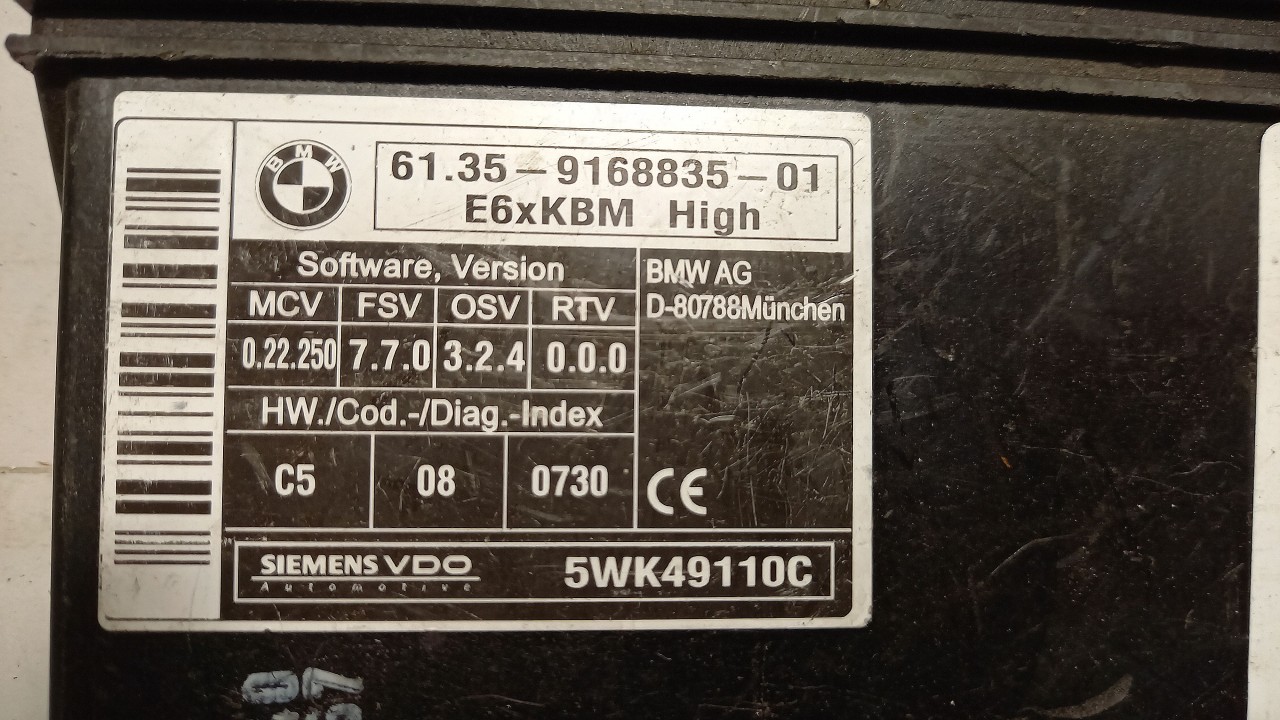 BMW
61.35-9168835-01
E6xKBM High
Software, Version
MCV FSV OSV RTV
0.22.250 7.7.0 3.2.4 0.0.0
BMW AG
D-80788München
HW./Cod.-/Diag.-Index
C5 08 0730
CE
SIEMENS VDO
Automotive
5WK49110C